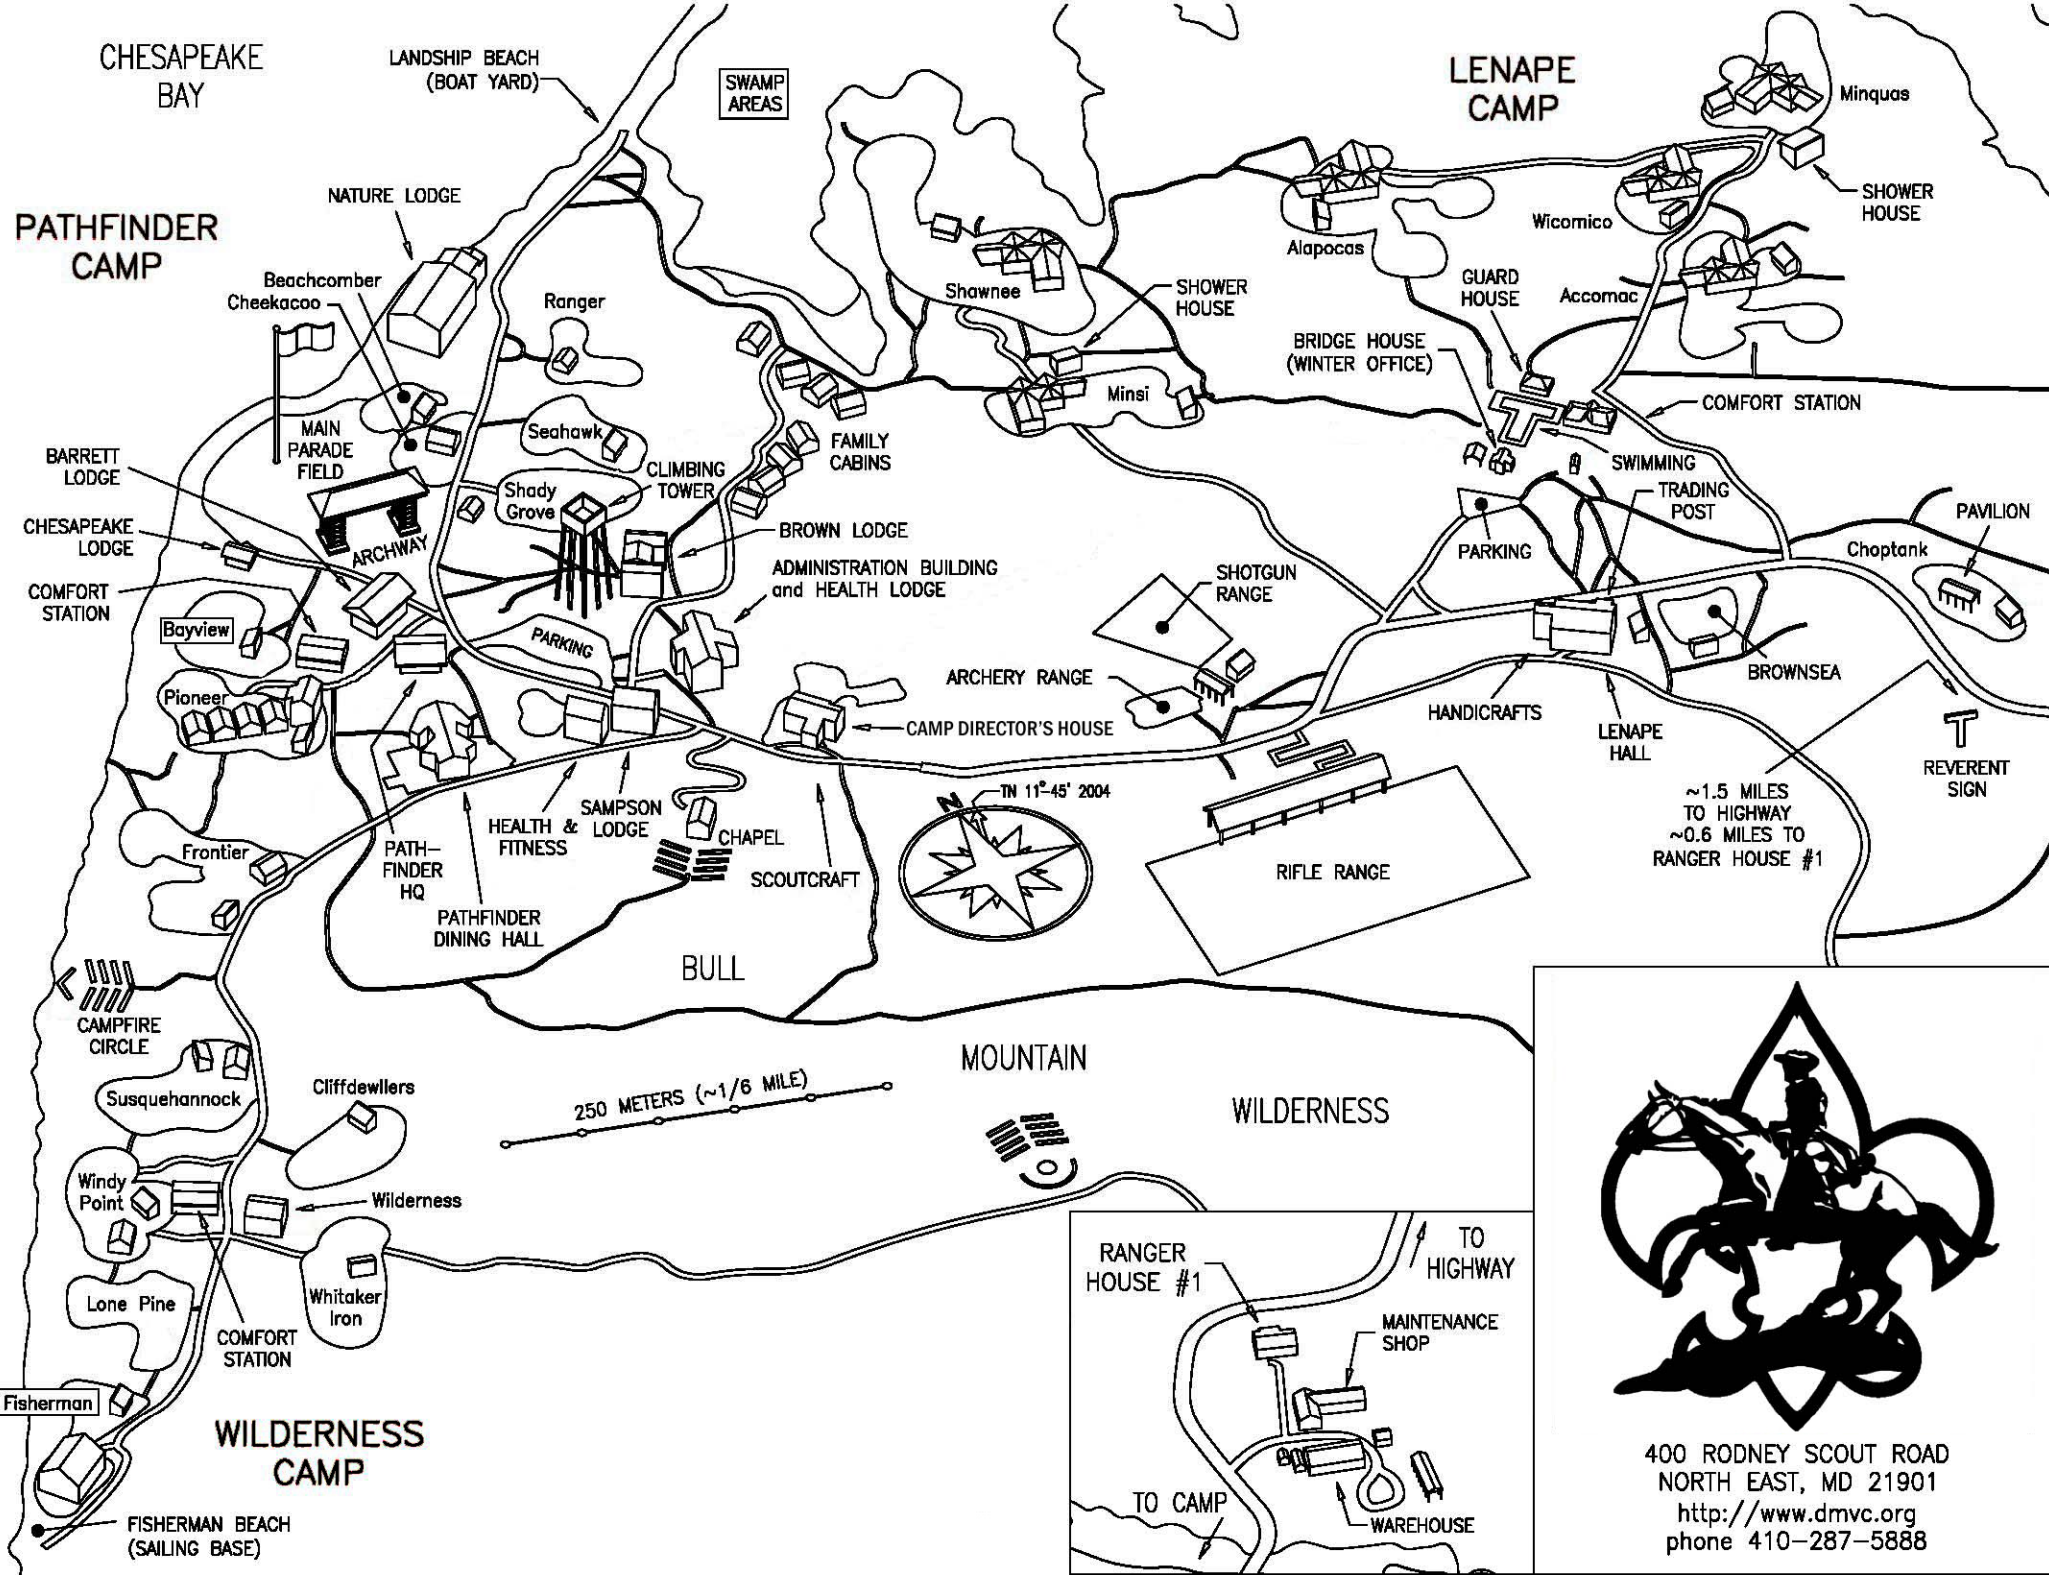 CHESAPEAKE
BAY
LANDSHIP BEACH
(BOAT YARD)
SWAMP
AREAS
LENAPE
CAMP
Minquas
SHOWER
HOUSE
NATURE LODGE
PATHFINDER
CAMP
Beachcomber
Cheekacoo
Ranger
Shawnee
SHOWER
HOUSE
Alapocas
Wicomico
GUARD
HOUSE
Accomac
BRIDGE HOUSE
(WINTER OFFICE)
Minsi
COMFORT STATION
MAIN
PARADE
FIELD
Seahawk
FAMILY
CABINS
BARRETT
LODGE
CLIMBING
TOWER
Shady
Grove
SWIMMING
TRADING
POST
PAVILION
CHESAPEAKE
LODGE
ARCHWAY
BROWN LODGE
PARKING
Choptank
ADMINISTRATION BUILDING
and HEALTH LODGE
SHOTGUN
RANGE
COMFORT
STATION
Bayview
PARKING
ARCHERY RANGE
BROWNSEA
Pioneer
CAMP DIRECTOR'S HOUSE
HANDICRAFTS
LENAPE
HALL
REVERENT
SIGN
TN 11°-45' 2004
N
~1.5 MILES
TO HIGHWAY
~0.6 MILES TO
RANGER HOUSE #1
SAMPSON
LODGE
HEALTH &
FITNESS
CHAPEL
Frontier
PATH-
FINDER
HQ
SCOUTCRAFT
RIFLE RANGE
PATHFINDER
DINING HALL
BULL
MOUNTAIN
WILDERNESS
CAMPFIRE
CIRCLE
Susquehannock
Cliffdewllers
250 METERS (~1/6 MILE)
Windy
Point
Wilderness
Whitaker
Iron
Lone Pine
COMFORT
STATION
Fisherman
WILDERNESS
CAMP
FISHERMAN BEACH
(SAILING BASE)
RANGER
HOUSE #1
TO
HIGHWAY
MAINTENANCE
SHOP
TO CAMP
WAREHOUSE
400 RODNEY SCOUT ROAD
NORTH EAST, MD 21901
http://www.dmvc.org
phone 410-287-5888